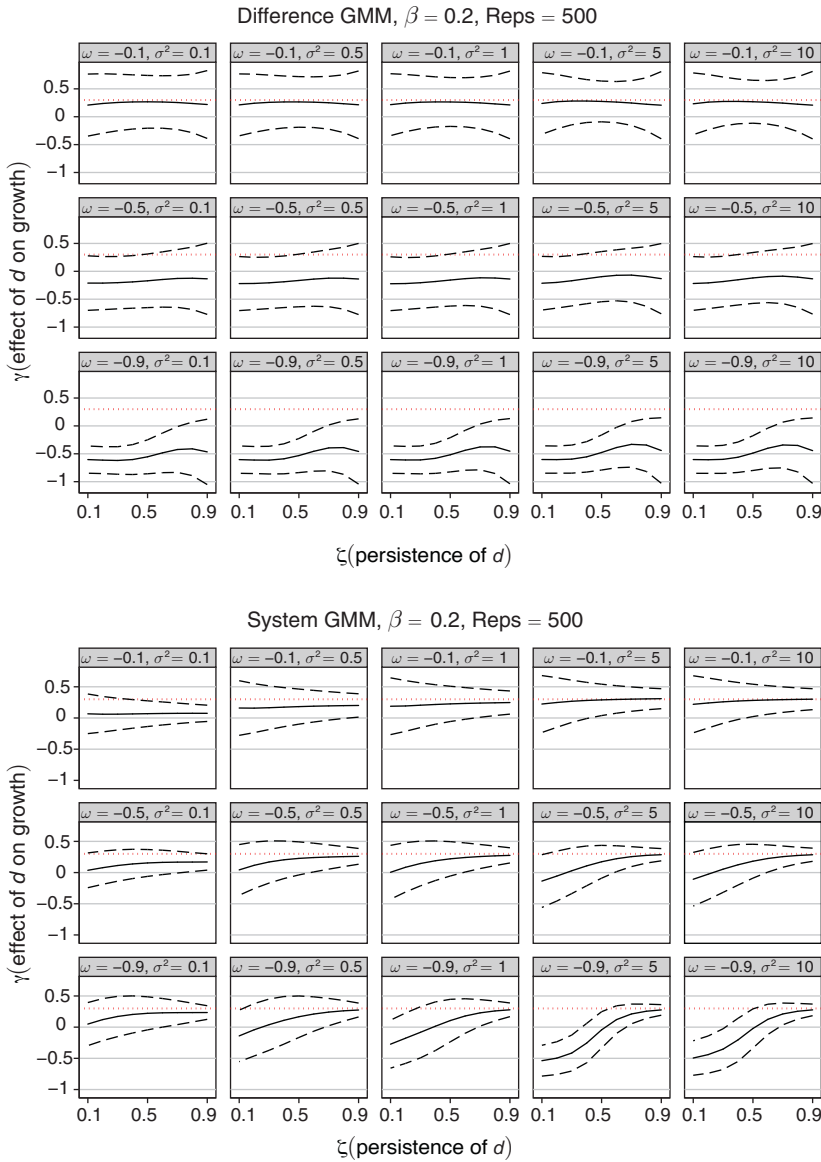 Difference GMM, β = 0.2, Reps = 500
ω = −0.1, σ² = 0.1
ω = −0.1, σ² = 0.5
ω = −0.1, σ² = 1
ω = −0.1, σ² = 5
ω = −0.1, σ² = 10
0.5
0
−0.5
−1
ω = −0.5, σ² = 0.1
ω = −0.5, σ² = 0.5
ω = −0.5, σ² = 1
ω = −0.5, σ² = 5
ω = −0.5, σ² = 10
0.5
0
−0.5
−1
γ(effect of d on growth)
ω = −0.9, σ² = 0.1
ω = −0.9, σ² = 0.5
ω = −0.9, σ² = 1
ω = −0.9, σ² = 5
ω = −0.9, σ² = 10
0.5
0
−0.5
−1
0.1 0.5 0.9 0.1 0.5 0.9 0.1 0.5 0.9 0.1 0.5 0.9 0.1 0.5 0.9
ζ(persistence of d)
System GMM, β = 0.2, Reps = 500
ω = −0.1, σ² = 0.1
ω = −0.1, σ² = 0.5
ω = −0.1, σ² = 1
ω = −0.1, σ² = 5
ω = −0.1, σ² = 10
0.5
0
−0.5
−1
ω = −0.5, σ² = 0.1
ω = −0.5, σ² = 0.5
ω = −0.5, σ² = 1
ω = −0.5, σ² = 5
ω = −0.5, σ² = 10
0.5
0
−0.5
−1
γ(effect of d on growth)
ω = −0.9, σ² = 0.1
ω = −0.9, σ² = 0.5
ω = −0.9, σ² = 1
ω = −0.9, σ² = 5
ω = −0.9, σ² = 10
0.5
0
−0.5
−1
0.1 0.5 0.9 0.1 0.5 0.9 0.1 0.5 0.9 0.1 0.5 0.9 0.1 0.5 0.9
ζ(persistence of d)